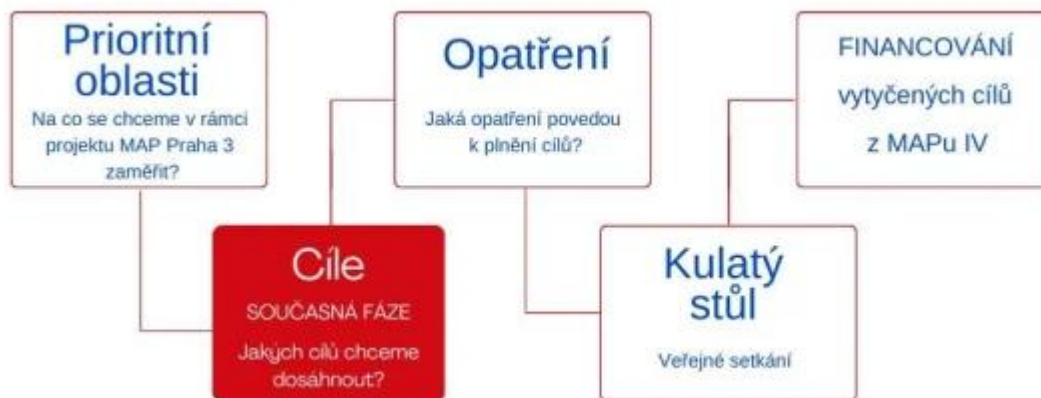 Prioritní
oblasti
Na co se chceme v rámci
projektu MAP Praha 3
zaměřit?
Cíle
SOUČASNÁ FÁZE
Jakých cílů chceme
dosáhnout?
Opatření
Jaká opatření povedou
k plnění cílů?
Kulatý
stůl
Veřejné setkání
FINANCOVÁNÍ
vytyčených cílů
z MAPu IV